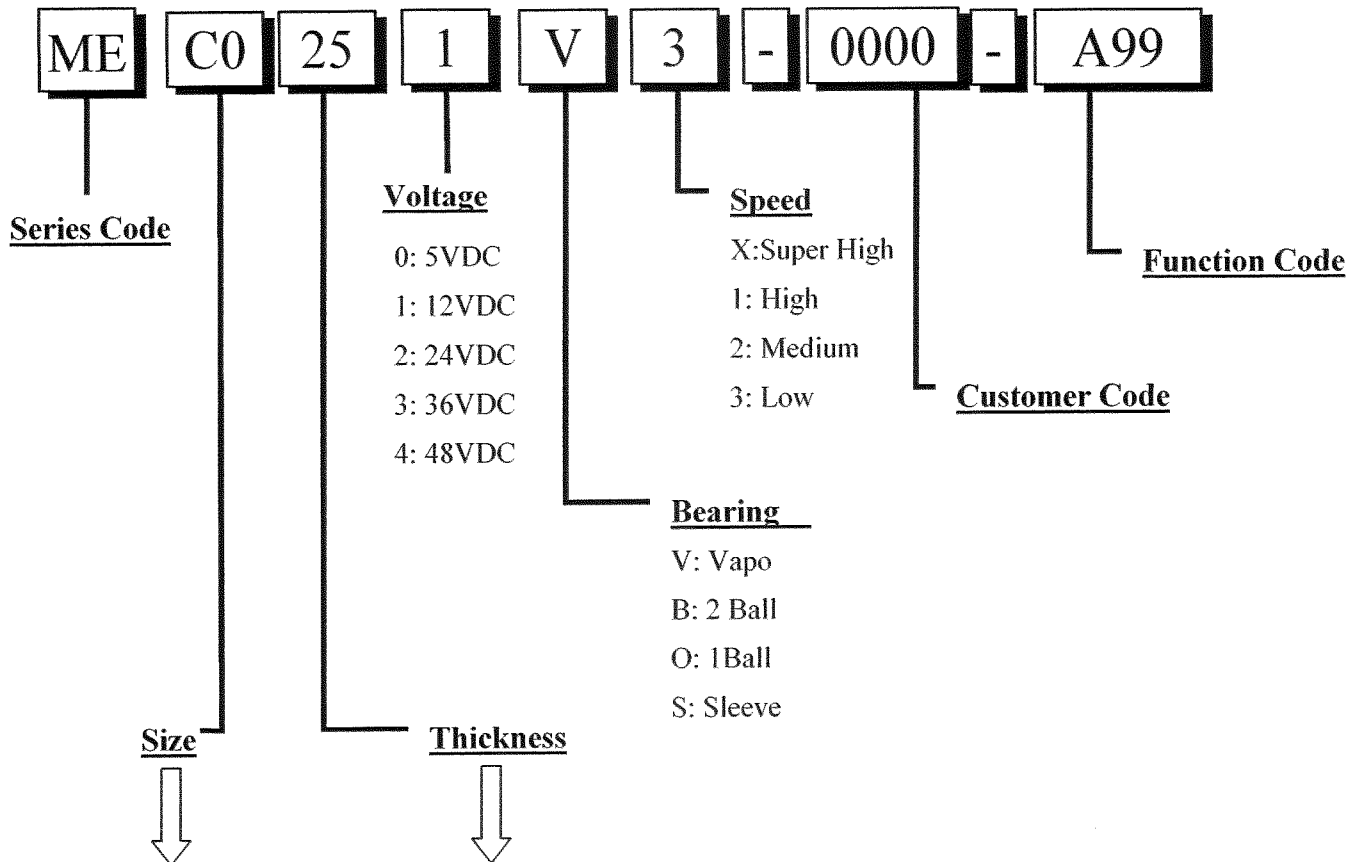 ME C0 25 1 V 3 - 0000 - A99
Series Code
Voltage
0: 5VDC
1: 12VDC
2: 24VDC
3: 36VDC
4: 48VDC
Speed
X:Super High
1: High
2: Medium
3: Low
Function Code
Customer Code
Bearing
V: Vapo
B: 2 Ball
O: 1Ball
S: Sleeve
Size
Thickness